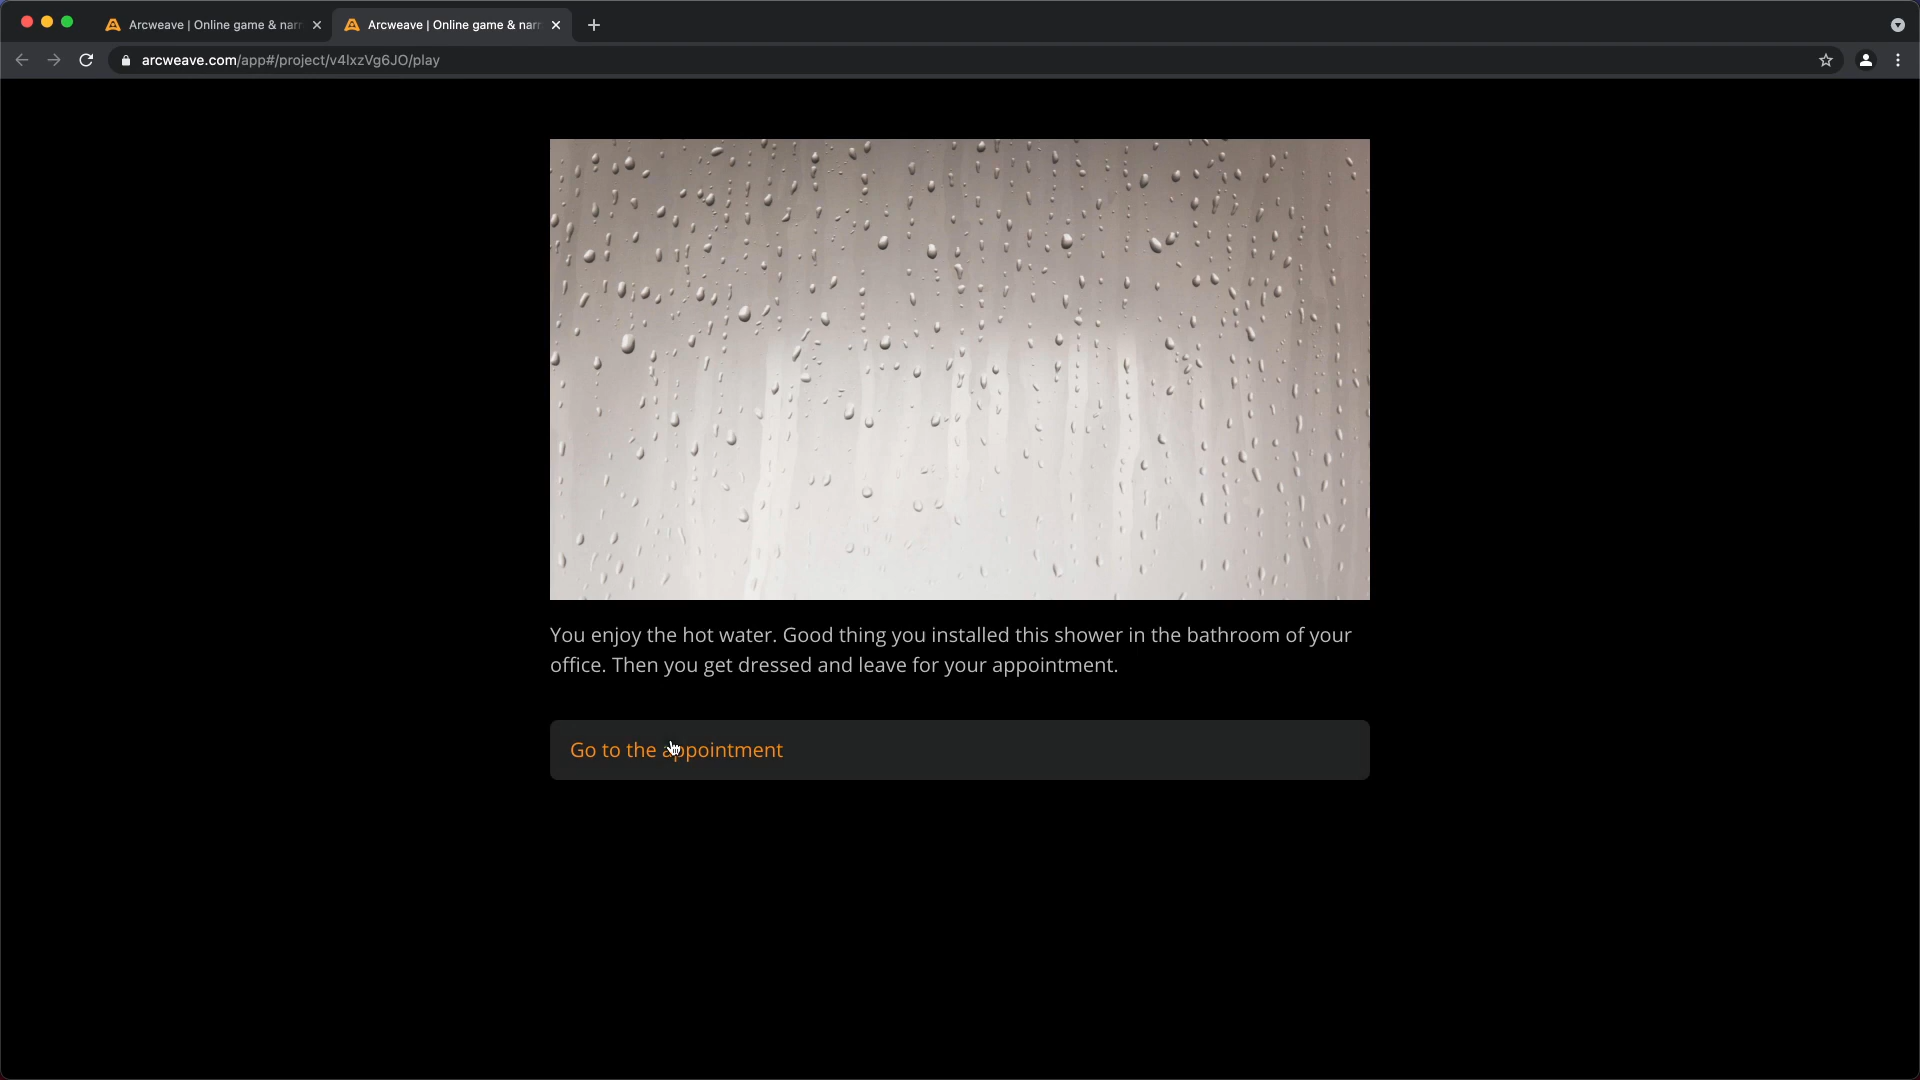 Arcweave | Online game & narr
Arcweave | Online game & narr
arcweave.com/app#/project/v4lxzVg6JO/play
You enjoy the hot water. Good thing you installed this shower in the bathroom of your
office. Then you get dressed and leave for your appointment.
Go to the appointment